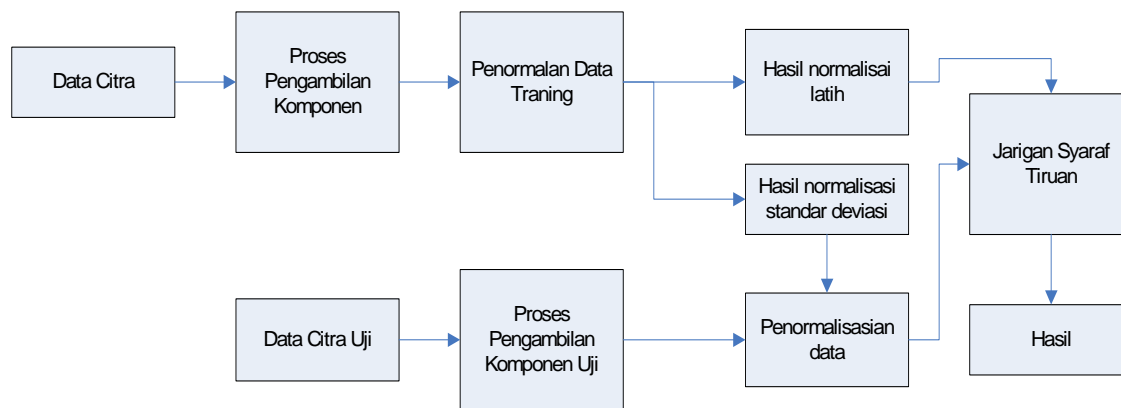 Data Citra
Proses
Pengambilan
Komponen
Penormalan Data
Traning
Hasil normalisai
latih
Jarigan Syaraf
Tiruan
Hasil normalisasi
standar deviasi
Data Citra Uji
Proses
Pengambilan
Komponen Uji
Penormalisasian
data
Hasil